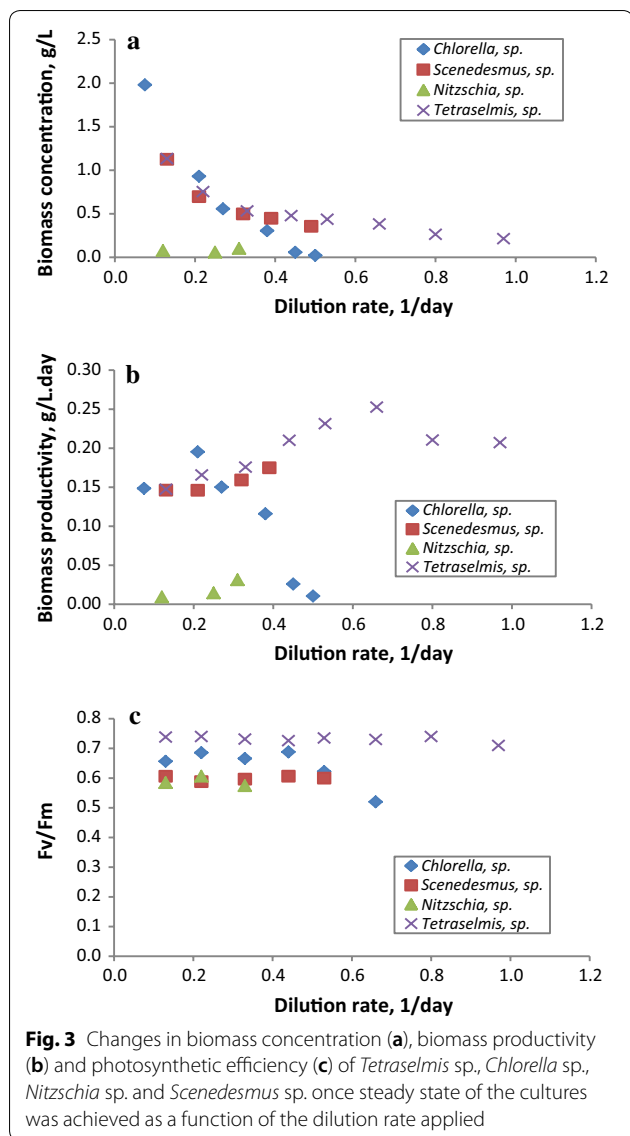 a
2.5
2.0
1.5
1.0
0.5
0.0
Biomass concentration, g/L
Chlorella, sp.
Scenedesmus, sp.
Nitzschia, sp.
Tetraselmis, sp.
0.0 0.2 0.4 0.6 0.8 1.0 1.2
Dilution rate, 1/day
b
0.30
0.25
0.20
0.15
0.10
0.05
0.00
Biomass productivity, g/L.day
Chlorella, sp.
Scenedesmus, sp.
Nitzschia, sp.
Tetraselmis, sp.
0.0 0.2 0.4 0.6 0.8 1.0 1.2
Dilution rate, 1/day
c
0.8
0.7
0.6
0.5
0.4
0.3
0.2
0.1
0.0
Fv/Fm
Chlorella, sp.
Scenedesmus, sp.
Nitzschia, sp.
Tetraselmis, sp.
0.0 0.2 0.4 0.6 0.8 1.0 1.2
Dilution rate, 1/day
Fig. 3 Changes in biomass concentration (a), biomass productivity
(b) and photosynthetic efficiency (c) of Tetraselmis sp., Chlorella sp.,
Nitzschia sp. and Scenedesmus sp. once steady state of the cultures
was achieved as a function of the dilution rate applied